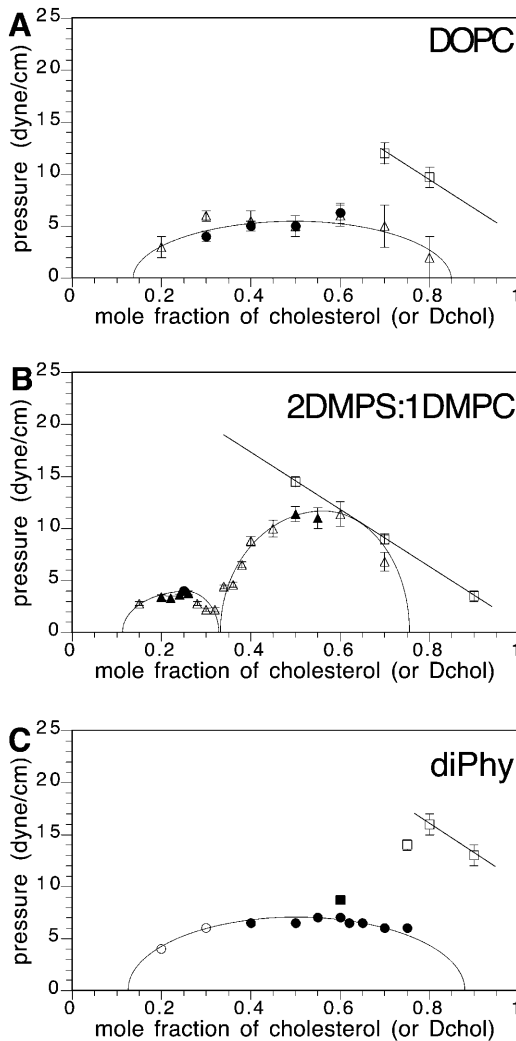 A
DOPC
25
20
15
10
5
0
pressure (dyne/cm)
0 0.2 0.4 0.6 0.8 1
mole fraction of cholesterol (or Dchol)
B
2DMPS:1DMPC
25
20
15
10
5
0
pressure (dyne/cm)
0 0.2 0.4 0.6 0.8 1
mole fraction of cholesterol (or Dchol)
C
diPhy
25
20
15
10
5
0
pressure (dyne/cm)
0 0.2 0.4 0.6 0.8 1
mole fraction of cholesterol (or Dchol)